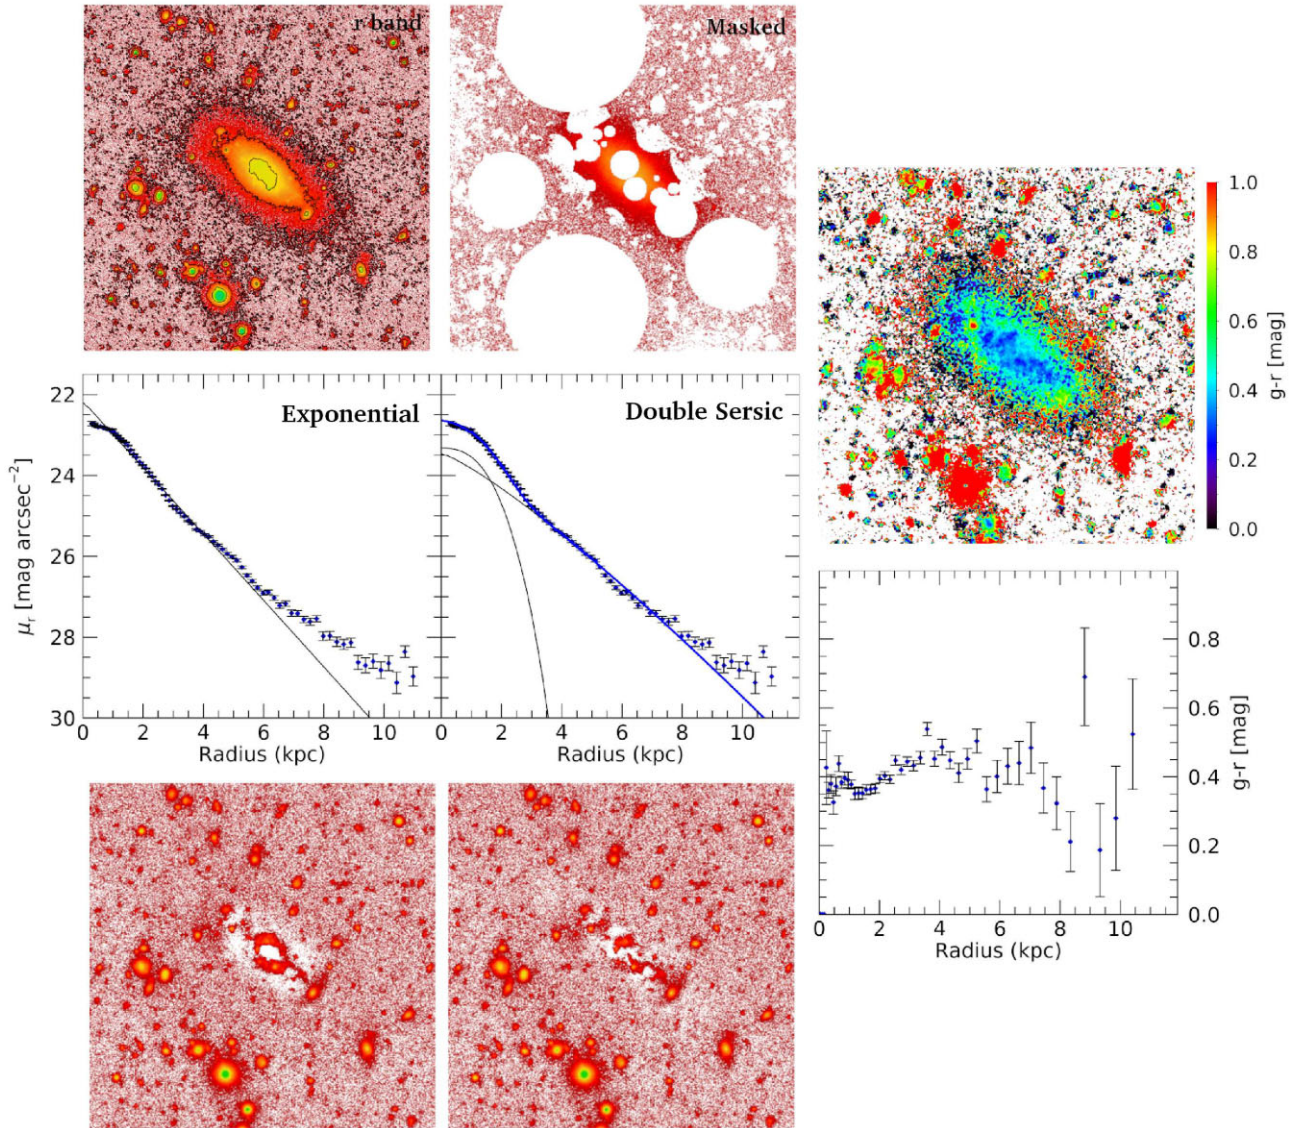 r band
Masked
1.0
0.8
0.6
0.4
0.2
0.0
g-r [mag]
Exponential
Double Sersic
22
24
26
28
30
μr [mag arcsec−2]
0 2 4 6 8 10
0 2 4 6 8 10
Radius (kpc)
Radius (kpc)
0.8
0.6
0.4
0.2
0.0
g-r [mag]
0 2 4 6 8 10
Radius (kpc)